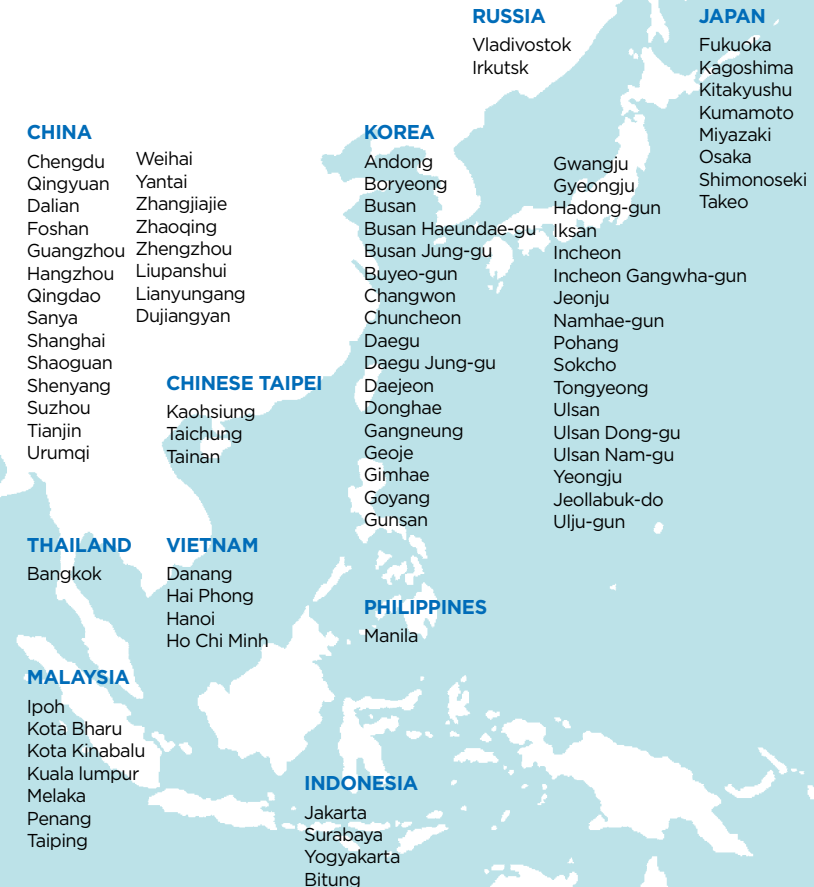 RUSSIA
Vladivostok
Irkutsk
JAPAN
Fukuoka
Kagoshima
Kitakyushu
Kumamoto
Miyazaki
Osaka
Shimonoseki
Takeo
CHINA
Chengdu
Qingyuan
Dalian
Foshan
Guangzhou
Hangzhou
Qingdao
Sanya
Shanghai
Shaoguan
Shenyang
Suzhou
Tianjin
Urumqi
Weihai
Yantai
Zhangjiajie
Zhaoqing
Zhengzhou
Liupanshui
Lianyungang
Dujiangyan
KOREA
Andong
Boryeong
Busan
Busan Haeundae-gu
Busan Jung-gu
Buyeo-gun
Changwon
Chuncheon
Daegu
Daegu Jung-gu
Daejeon
Donghae
Gangneung
Geoje
Gimhae
Goyang
Gunsan
Gwangju
Gyeongju
Hadong-gun
Iksan
Incheon
Incheon Gangwha-gun
Jeonju
Namhae-gun
Pohang
Sokcho
Tongyeong
Ulsan
Ulsan Dong-gu
Ulsan Nam-gu
Yeongju
Jeollabuk-do
Ulju-gun
CHINESE TAIPEI
Kaohsiung
Taichung
Tainan
THAILAND
Bangkok
VIETNAM
Danang
Hai Phong
Hanoi
Ho Chi Minh
PHILIPPINES
Manila
MALAYSIA
Ipoh
Kota Bharu
Kota Kinabalu
Kuala lumpur
Melaka
Penang
Taiping
INDONESIA
Jakarta
Surabaya
Yogyakarta
Bitung